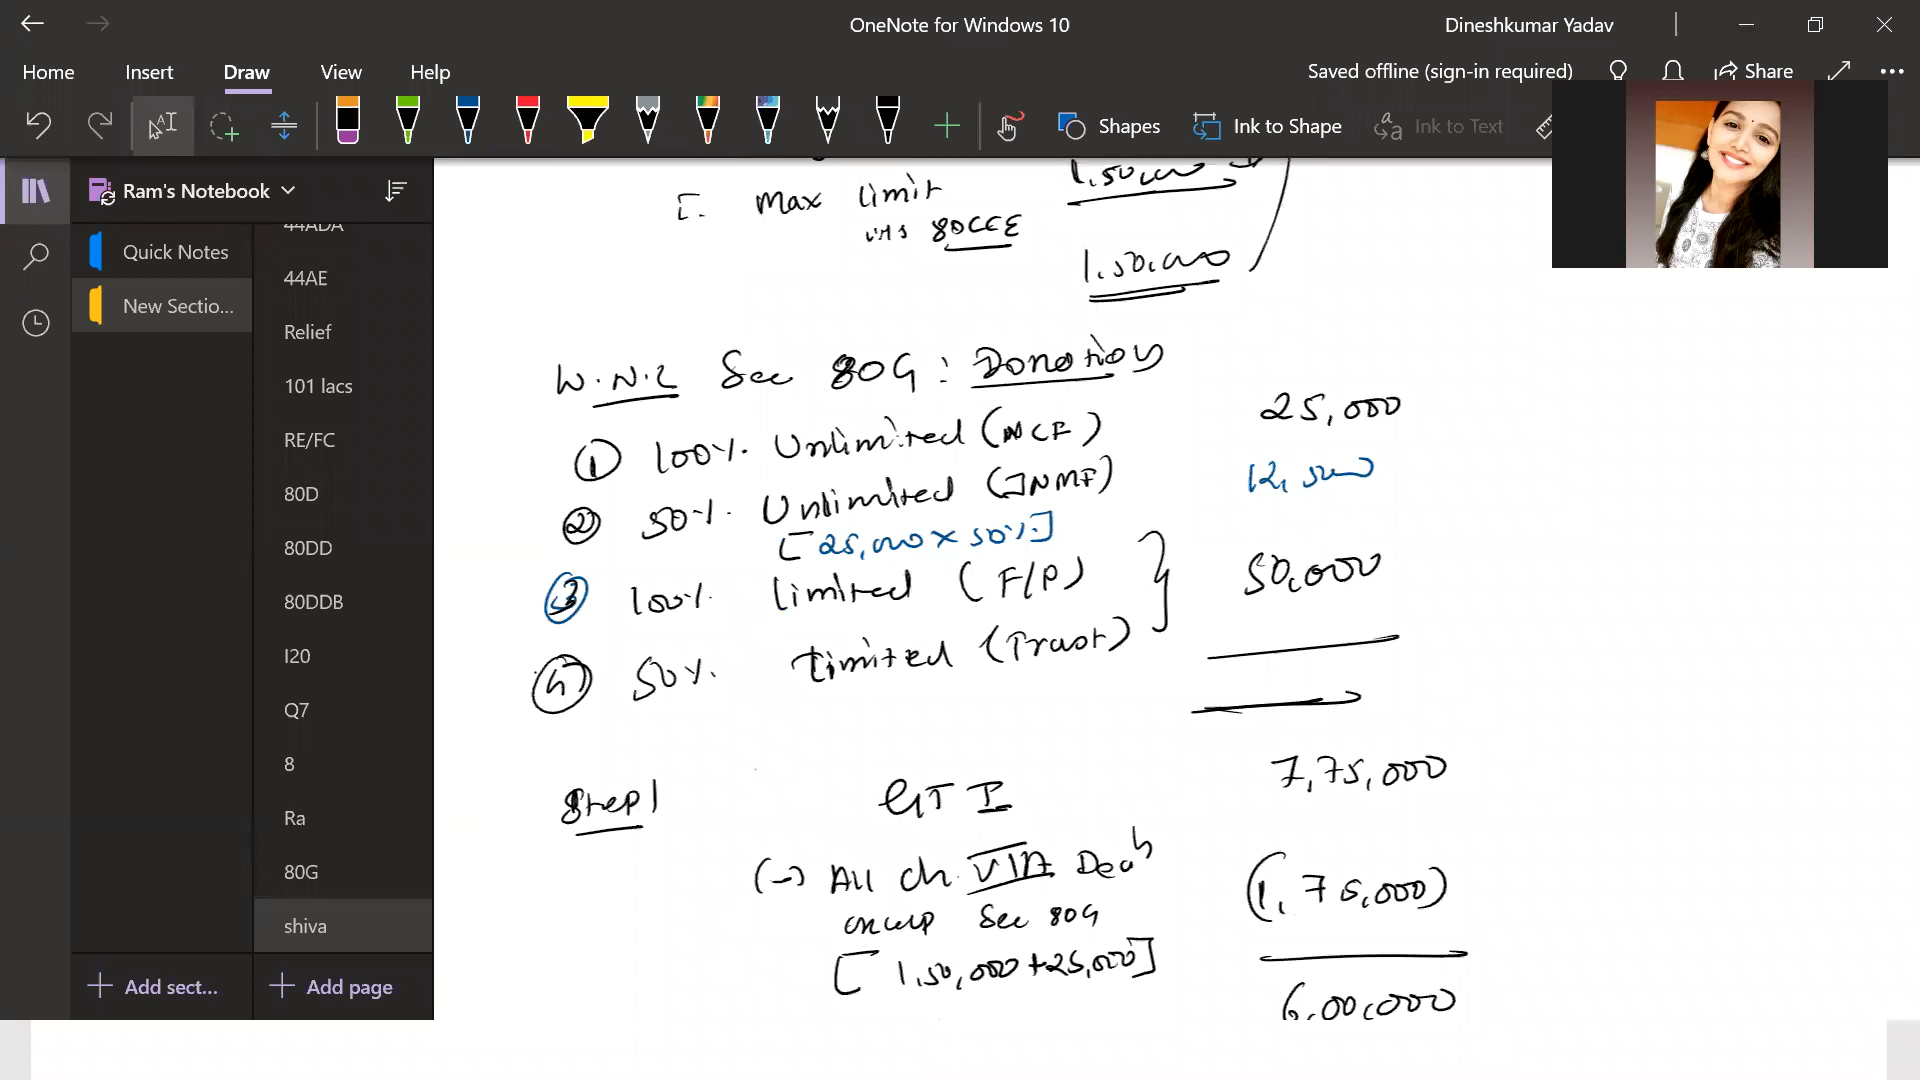 OneNote for Windows 10
Dineshkumar Yadav
Home Insert Draw View Help
Saved offline (sign-in required) Share
Shapes Ink to Shape Ink to Text
Ram's Notebook
Quick Notes
New Sectio...
44ADA
44AE
Relief
101 lacs
RE/FC
80D
80DD
80DDB
I20
Q7
8
Ra
80G
shiva
Add sect...
Add page
1,50,000
Max limit
80CCE
1,50,000
W.N.2 Sec 80G : Donations
① 100%. Unlimited (NCF) 25,000
② 50%. Unlimited (JNMF) 12,500
[25,000 x 50%]
③ 100%. limited (F/P) 50,000
④ 50%. limited (Trust)
Step 1 GTI 7,75,000
(-) All ch. VIA Dedn (1,75,000)
Sec 80G
[1,50,000+25,000]
6,00,000